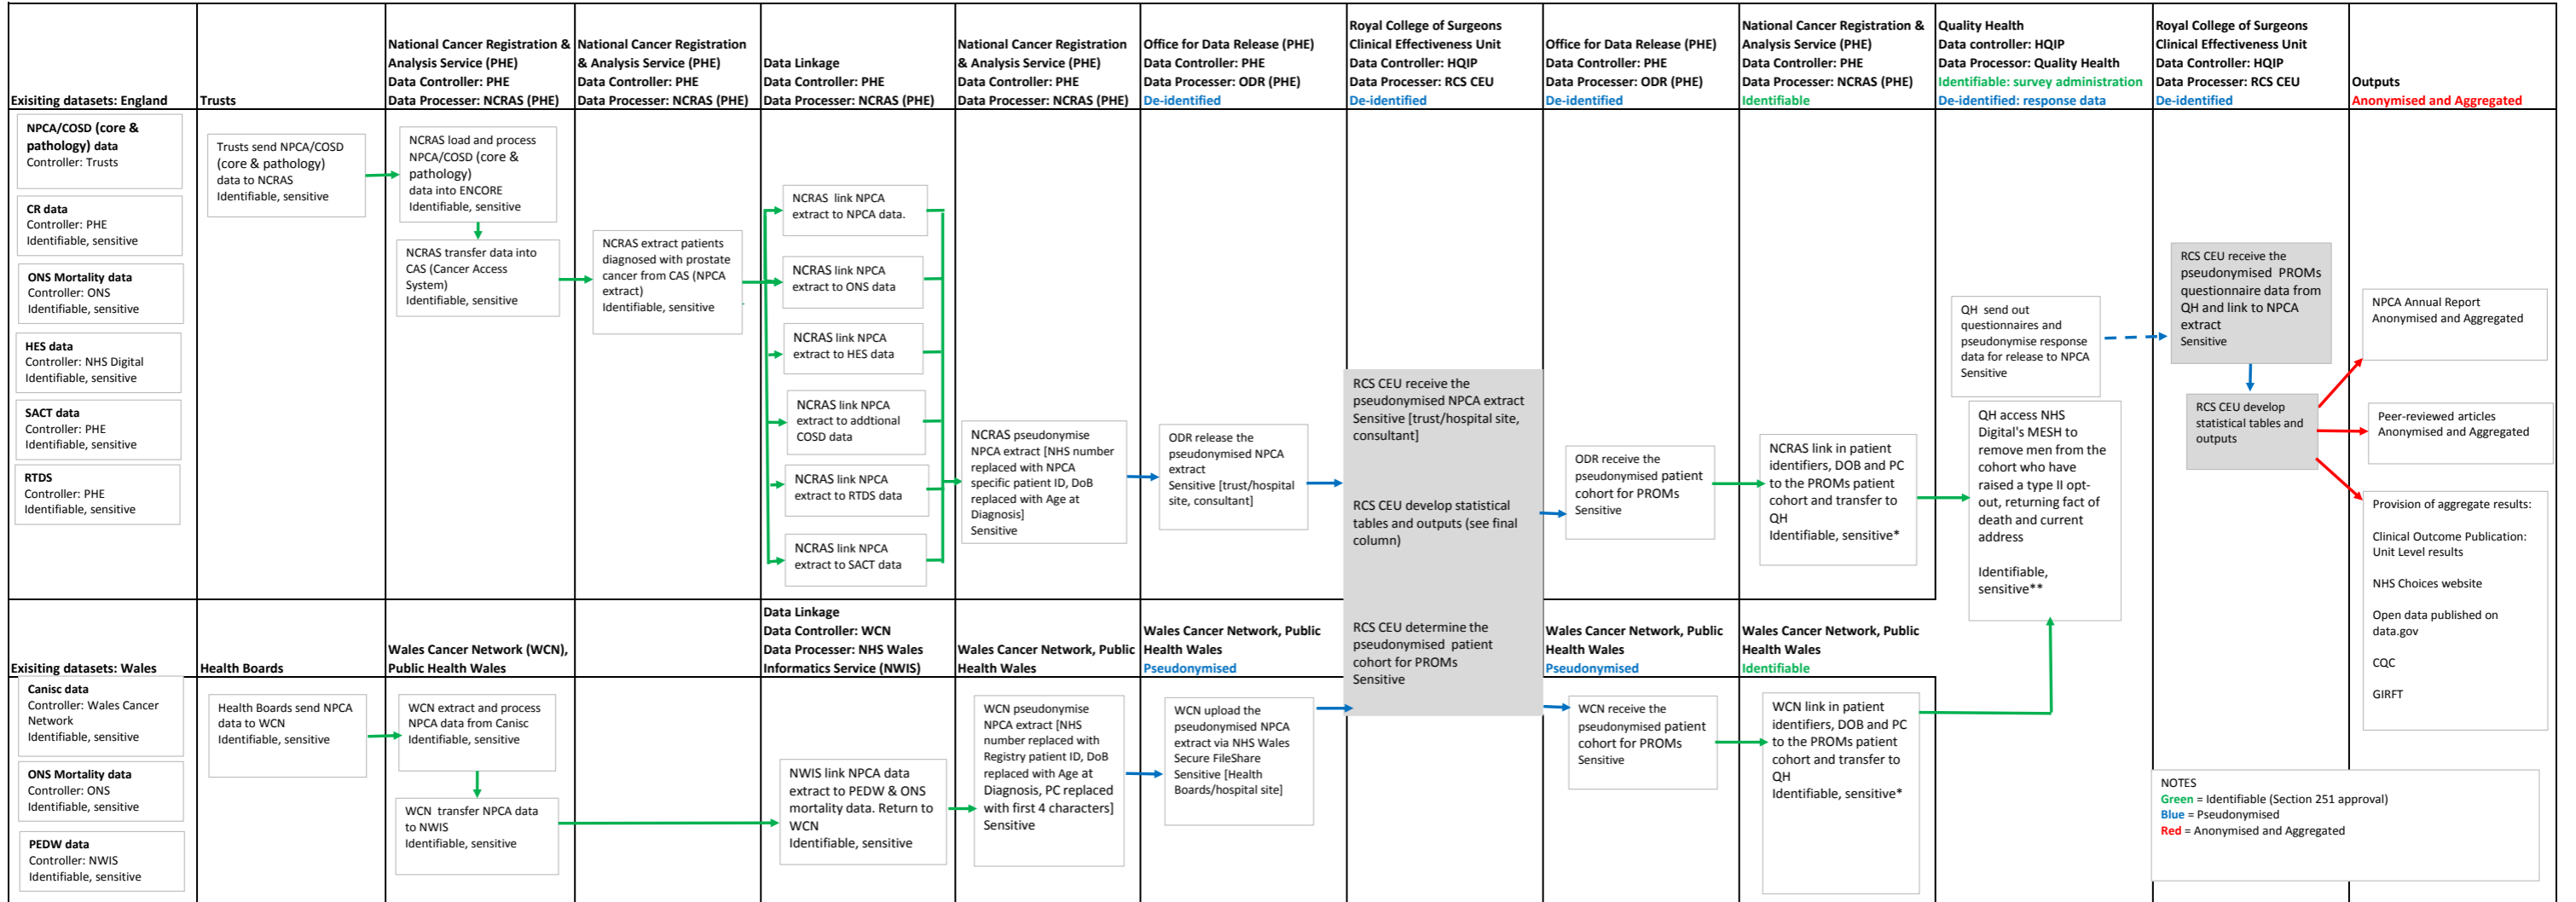 Exisiting datasets: England
Trusts
National Cancer Registration &
Analysis Service (PHE)
Data Controller: PHE
Data Processer: NCRAS (PHE)
National Cancer Registration
& Analysis Service (PHE)
Data Controller: PHE
Data Processer: NCRAS (PHE)
Data Linkage
Data Controller: PHE
Data Processer: NCRAS (PHE)
National Cancer Registration
& Analysis Service (PHE)
Data Controller: PHE
Data Processer: NCRAS (PHE)
Office for Data Release (PHE)
Data Controller: PHE
Data Processer: ODR (PHE)
De-identified
Royal College of Surgeons
Clinical Effectiveness Unit
Data Controller: HQIP
Data Processer: RCS CEU
De-identified
Office for Data Release (PHE)
Data Controller: PHE
Data Processer: ODR (PHE)
De-identified
National Cancer Registration &
Analysis Service (PHE)
Data Controller: PHE
Data Processer: NCRAS (PHE)
Identifiable
Quality Health
Data controller: HQIP
Data Processor: Quality Health
Identifiable: survey administration
De-identified: response data
Royal College of Surgeons
Clinical Effectiveness Unit
Data Controller: HQIP
Data Processer: RCS CEU
De-identified
Outputs
Anonymised and Aggregated
NPCA/COSD (core &
pathology) data
Controller: Trusts
CR data
Controller: PHE
Identifiable, sensitive
ONS Mortality data
Controller: ONS
Identifiable, sensitive
HES data
Controller: NHS Digital
Identifiable, sensitive
SACT data
Controller: PHE
Identifiable, sensitive
RTDS
Controller: PHE
Identifiable, sensitive
Trusts send NPCA/COSD
(core & pathology)
data to NCRAS
Identifiable, sensitive
NCRAS load and process
NPCA/COSD (core &
pathology)
data into ENCORE
Identifiable, sensitive
NCRAS transfer data into
CAS (Cancer Access
System)
Identifiable, sensitive
NCRAS extract patients
diagnosed with prostate
cancer from CAS (NPCA
extract)
Identifiable, sensitive
NCRAS link NPCA
extract to NPCA data.
NCRAS link NPCA
extract to ONS data
NCRAS link NPCA
extract to HES data
NCRAS link NPCA
extract to addtional
COSD data
NCRAS link NPCA
extract to RTDS data
NCRAS link NPCA
extract to SACT data
NCRAS pseudonymise
NPCA extract [NHS number
replaced with NPCA
specific patient ID, DoB
replaced with Age at
Diagnosis]
Sensitive
ODR release the
pseudonymised NPCA
extract
Sensitive [trust/hospital
site, consultant]
RCS CEU receive the
pseudonymised NPCA extract
Sensitive [trust/hospital site,
consultant]
RCS CEU develop statistical
tables and outputs (see final
column)
RCS CEU determine the
pseudonymised patient
cohort for PROMs
Sensitive
ODR receive the
pseudonymised patient
cohort for PROMs
Sensitive
NCRAS link in patient
identifiers, DOB and PC
to the PROMs patient
cohort and transfer to
QH
Identifiable, sensitive*
QH send out
questionnaires and
pseudonymise response
data for release to NPCA
Sensitive
QH access NHS
Digital's MESH to
remove men from the
cohort who have
raised a type II opt-
out, returning fact of
death and current
address
Identifiable,
sensitive**
RCS CEU receive the
pseudonymised PROMs
questionnaire data from
QH and link to NPCA
extract
Sensitive
RCS CEU develop
statistical tables and
outputs
NPCA Annual Report
Anonymised and Aggregated
Peer-reviewed articles
Anonymised and Aggregated
Provision of aggregate results:
Clinical Outcome Publication:
Unit Level results
NHS Choices website
Open data published on
data.gov
CQC
GIRFT
Exisiting datasets: Wales
Health Boards
Wales Cancer Network (WCN),
Public Health Wales
Data Linkage
Data Controller: WCN
Data Processer: NHS Wales
Informatics Service (NWIS)
Wales Cancer Network, Public
Health Wales
Wales Cancer Network, Public
Health Wales
Pseudonymised
Wales Cancer Network, Public
Health Wales
Pseudonymised
Wales Cancer Network, Public
Health Wales
Identifiable
Canisc data
Controller: Wales Cancer
Network
Identifiable, sensitive
ONS Mortality data
Controller: ONS
Identifiable, sensitive
PEDW data
Controller: NWIS
Identifiable, sensitive
Health Boards send NPCA
data to WCN
Identifiable, sensitive
WCN extract and process
NPCA data from Canisc
Identifiable, sensitive
WCN transfer NPCA data
to NWIS
Identifiable, sensitive
NWIS link NPCA data
extract to PEDW & ONS
mortality data. Return to
WCN
Identifiable, sensitive
WCN pseudonymise
NPCA extract [NHS
number replaced with
Registry patient ID, DoB
replaced with Age at
Diagnosis, PC replaced
with first 4 characters]
Sensitive
WCN upload the
pseudonymised NPCA
extract via NHS Wales
Secure FileShare
Sensitive [Health
Boards/hospital site]
WCN receive the
pseudonymised patient
cohort for PROMs
Sensitive
WCN link in patient
identifiers, DOB and PC
to the PROMs patient
cohort and transfer to
QH
Identifiable, sensitive*
NOTES
Green = Identifiable (Section 251 approval)
Blue = Pseudonymised
Red = Anonymised and Aggregated